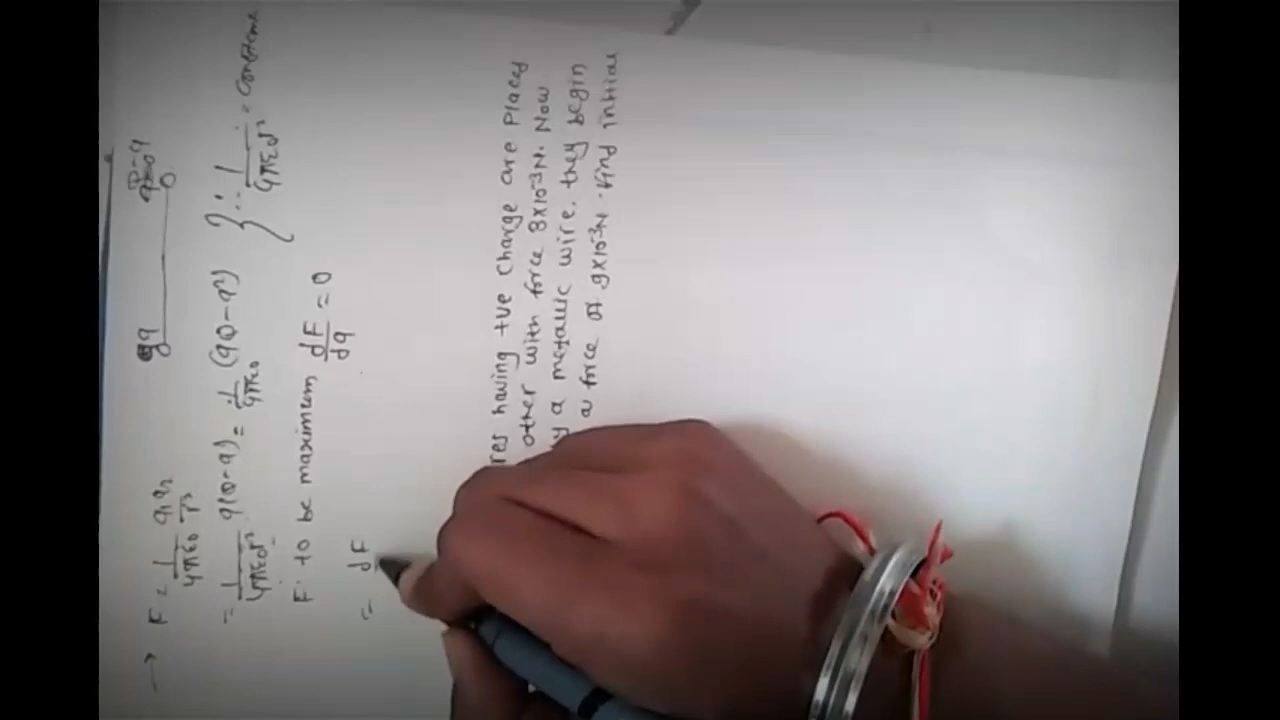 q Q-q
→ F = 1/4πε₀ q₁q₂/r²
= 1/4πε₀r² q(Q-q) = 1/4πε₀ (qQ-q²) {∵ 1/4πε₀r² = constant
F to be maximum dF/dq = 0
= dF
res having +ve charge are placed
other with force 8×10⁻³N. Now
by a metallic wire. they begin
a force of 9×10⁻³N. find initial